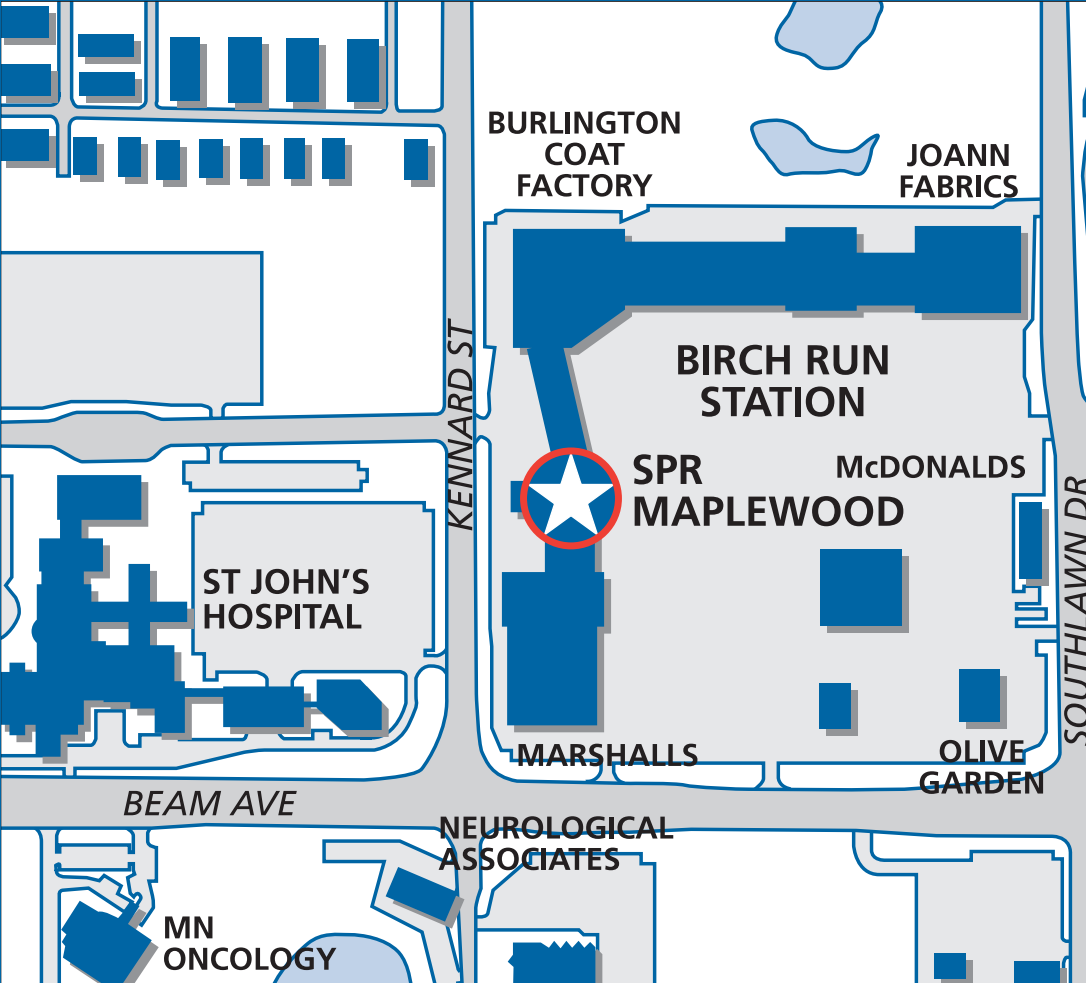 BURLINGTON
COAT
FACTORY
JOANN
FABRICS
KENNARD ST
BIRCH RUN
STATION
SPR
MAPLEWOOD
McDONALDS
ST JOHN'S
HOSPITAL
SOUTHLAWN DR
MARSHALLS
OLIVE
GARDEN
BEAM AVE
NEUROLOGICAL
ASSOCIATES
MN
ONCOLOGY